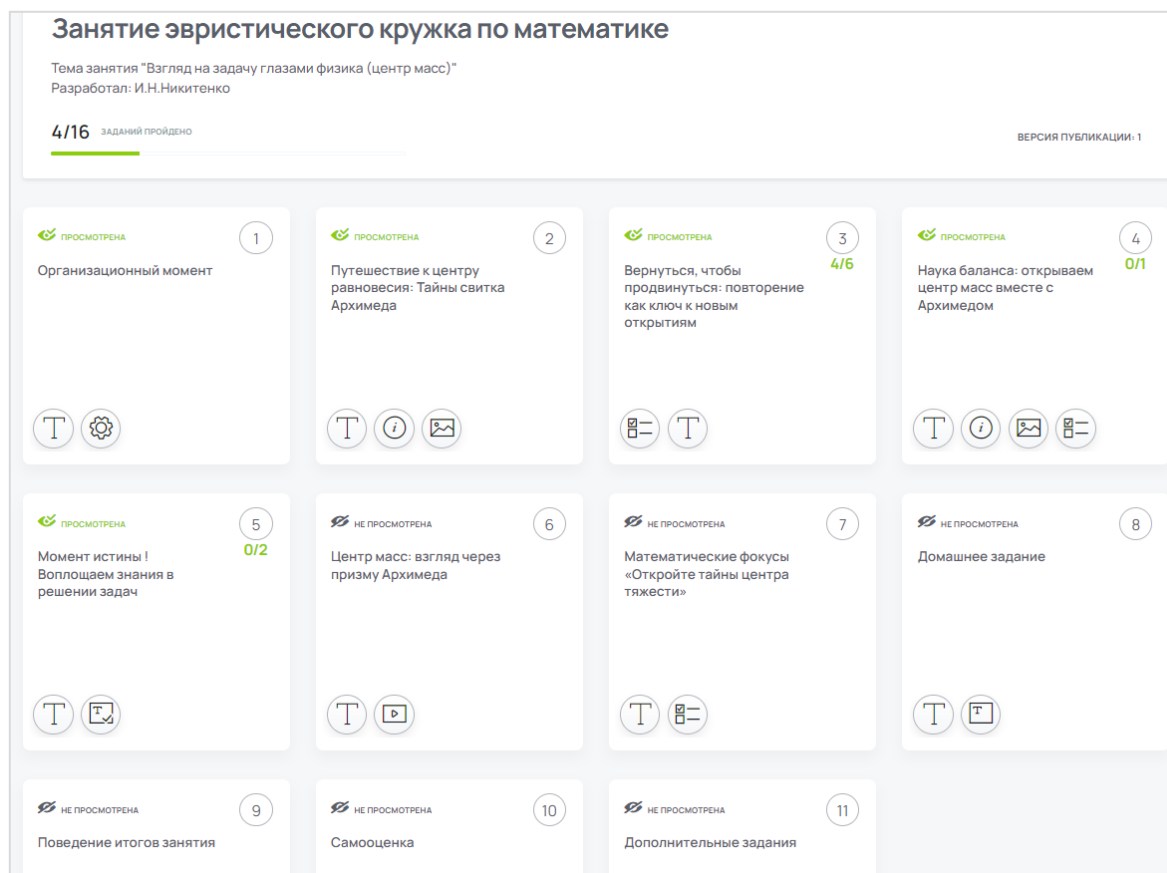 Занятие эвристического кружка по математике
Тема занятия "Взгляд на задачу глазами физика (центр масс)"
Разработал: И.Н.Никитенко
4/16 ЗАДАНИЙ ПРОЙДЕНО
ВЕРСИЯ ПУБЛИКАЦИИ: 1
ПРОСМОТРЕНА 1
Организационный момент
ПРОСМОТРЕНА 2
Путешествие к центру
равновесия: Тайны свитка
Архимеда
ПРОСМОТРЕНА 3
4/6
Вернуться, чтобы
продвинуться: повторение
как ключ к новым
открытиям
ПРОСМОТРЕНА 4
0/1
Наука баланса: открываем
центр масс вместе с
Архимедом
ПРОСМОТРЕНА 5
0/2
Момент истины !
Воплощаем знания в
решении задач
НЕ ПРОСМОТРЕНА 6
Центр масс: взгляд через
призму Архимеда
НЕ ПРОСМОТРЕНА 7
Математические фокусы
«Откройте тайны центра
тяжести»
НЕ ПРОСМОТРЕНА 8
Домашнее задание
НЕ ПРОСМОТРЕНА 9
Поведение итогов занятия
НЕ ПРОСМОТРЕНА 10
Самооценка
НЕ ПРОСМОТРЕНА 11
Дополнительные задания